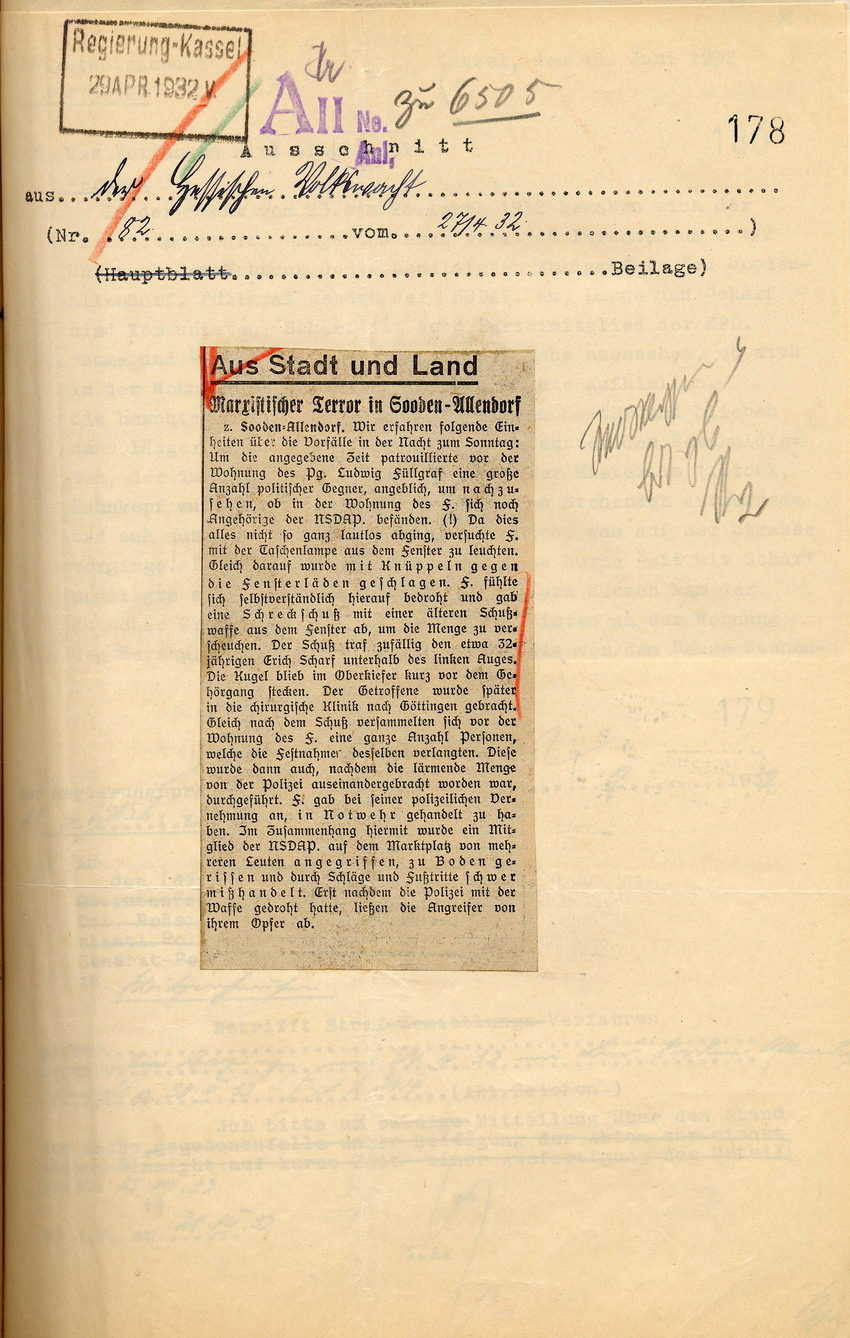 Regierung-Kassel
29.APR.1932 V.
A II No. zu 6505
Anl.
178
Ausschnitt
aus der Hessischen Volkswacht
(Nr. 82 vom 27/4 32)
(Hauptblatt Beilage)
Aus Stadt und Land
Marxistischer Terror in Sooden-Allendorf
z. Sooden-Allendorf. Wir erfahren folgende Ein-
heiten über die Vorfälle in der Nacht zum Sonntag:
Um die angegebene Zeit patrouillierte vor der
Wohnung des Pg. Ludwig Füllgraf eine große
Anzahl politischer Gegner, angeblich, um nachzu-
sehen, ob in der Wohnung des F. sich noch
Angehörige der NSDAP. befänden. (!) Da dies
alles nicht so ganz lautlos abging, versuchte F.
mit der Taschenlampe aus dem Fenster zu leuchten.
Gleich darauf wurde mit Knüppeln gegen
die Fensterläden geschlagen. F. fühlte
sich selbstverständlich hierauf bedroht und gab
eine Schreckschuß mit einer älteren Schuß-
waffe aus dem Fenster ab, um die Menge zu ver-
scheuchen. Der Schuß traf zufällig den etwa 32-
jährigen Erich Scharf unterhalb des linken Auges.
Die Kugel blieb im Oberkiefer kurz vor dem Ge-
hörgang stecken. Der Getroffene wurde später
in die chirurgische Klinik nach Göttingen gebracht.
Gleich nach dem Schuß versammelten sich vor der
Wohnung des F. eine ganze Anzahl Personen,
welche die Festnahme desselben verlangten. Diese
wurde dann auch, nachdem die lärmende Menge
von der Polizei auseinandergebracht worden war,
durchgeführt. F. gab bei seiner polizeilichen Ver-
nehmung an, in Notwehr gehandelt zu ha-
ben. Im Zusammenhang hiermit wurde ein Mit-
glied der NSDAP. auf dem Marktplatz von meh-
reren Leuten angegriffen, zu Boden ge-
rissen und durch Schläge und Fußtritte schwer
mißhandelt. Erst nachdem die Polizei mit der
Waffe gedroht hatte, ließen die Angreifer von
ihrem Opfer ab.